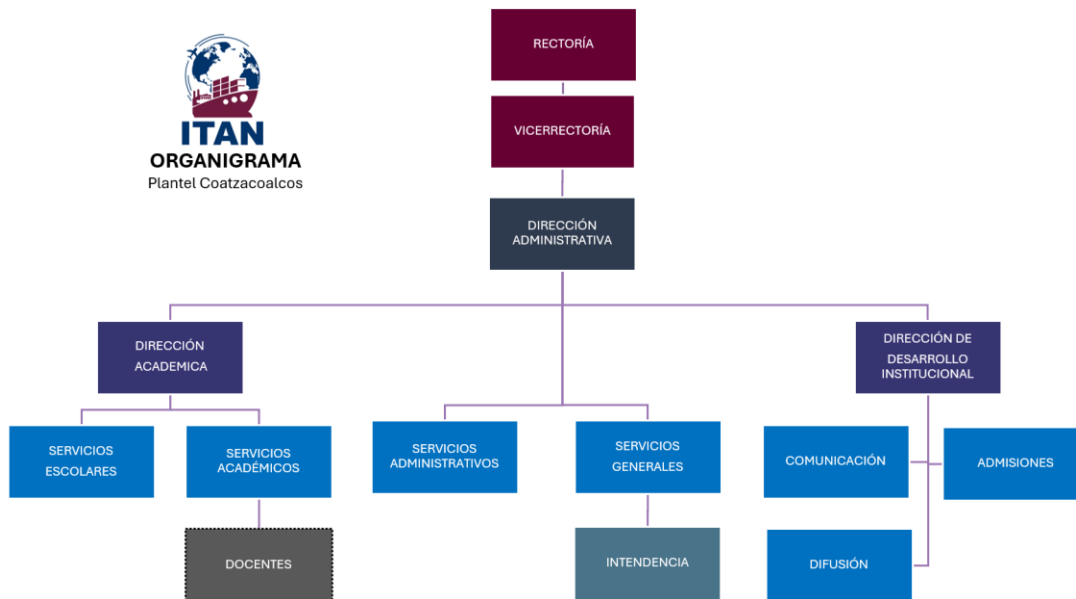 RECTORÍA
ITAN
ORGANIGRAMA
Plantel Coatzacoalcos
VICERRECTORÍA
DIRECCIÓN
ADMINISTRATIVA
DIRECCIÓN
ACADEMICA
DIRECCIÓN DE
DESARROLLO
INSTITUCIONAL
SERVICIOS
ESCOLARES
SERVICIOS
ACADÉMICOS
SERVICIOS
ADMINISTRATIVOS
SERVICIOS
GENERALES
COMUNICACIÓN
ADMISIONES
DOCENTES
INTENDENCIA
DIFUSIÓN